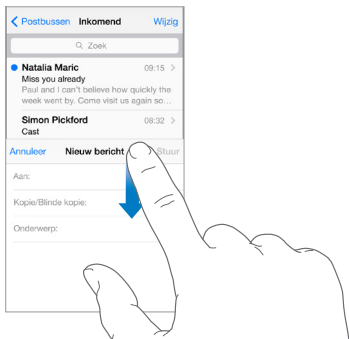 Postbussen Inkomend Wijzig
Zoek
Natalia Maric 09:15
Miss you already
Paul and I can't believe how quickly the
week went by. Come visit us again so...
Simon Pickford 08:32
Cast
Annuleer Nieuw bericht Stuur
Aan:
Kopie/Blinde kopie:
Onderwerp: